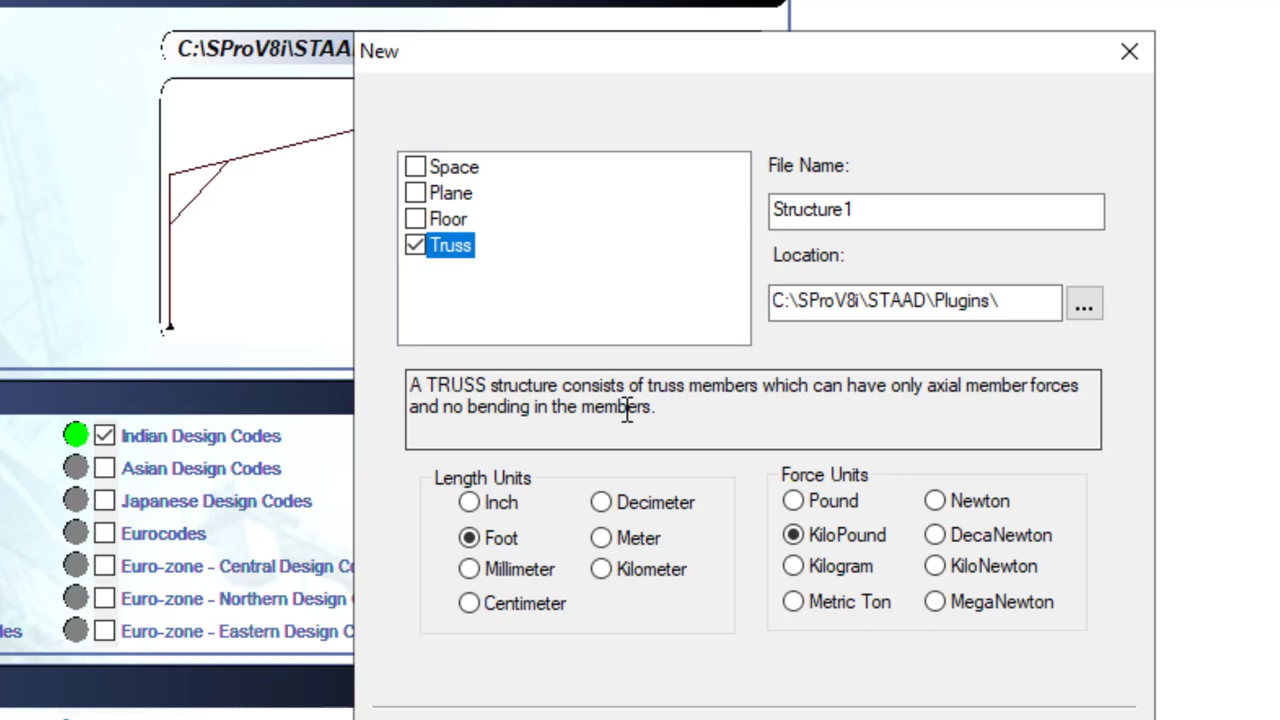 C:\SProV8i\STAA
New
Space
Plane
Floor
Truss
File Name:
Structure1
Location:
C:\SProV8i\STAAD\Plugins\
...
A TRUSS structure consists of truss members which can have only axial member forces
and no bending in the members.
Length Units
Inch
Decimeter
Foot
Meter
Millimeter
Kilometer
Centimeter
Force Units
Pound
Newton
KiloPound
DecaNewton
Kilogram
KiloNewton
Metric Ton
MegaNewton
Indian Design Codes
Asian Design Codes
Japanese Design Codes
Eurocodes
Euro-zone - Central Design Co
Euro-zone - Northern Design
les
Euro-zone - Eastern Design C